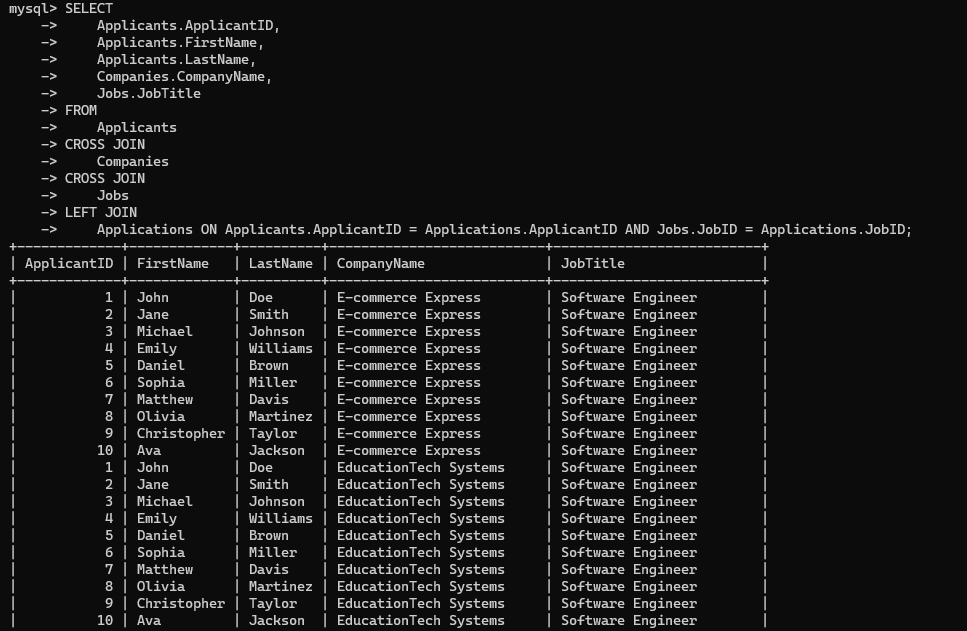 mysql> SELECT
    ->     Applicants.ApplicantID,
    ->     Applicants.FirstName,
    ->     Applicants.LastName,
    ->     Companies.CompanyName,
    ->     Jobs.JobTitle
    -> FROM
    ->     Applicants
    -> CROSS JOIN
    ->     Companies
    -> CROSS JOIN
    ->     Jobs
    -> LEFT JOIN
    ->     Applications ON Applicants.ApplicantID = Applications.ApplicantID AND Jobs.JobID = Applications.JobID;
+-------------+-------------+----------+---------------------------+--------------------------+
| ApplicantID | FirstName   | LastName | CompanyName               | JobTitle                 |
+-------------+-------------+----------+---------------------------+--------------------------+
|           1 | John        | Doe      | E-commerce Express        | Software Engineer        |
|           2 | Jane        | Smith    | E-commerce Express        | Software Engineer        |
|           3 | Michael     | Johnson  | E-commerce Express        | Software Engineer        |
|           4 | Emily       | Williams | E-commerce Express        | Software Engineer        |
|           5 | Daniel      | Brown    | E-commerce Express        | Software Engineer        |
|           6 | Sophia      | Miller   | E-commerce Express        | Software Engineer        |
|           7 | Matthew     | Davis    | E-commerce Express        | Software Engineer        |
|           8 | Olivia      | Martinez | E-commerce Express        | Software Engineer        |
|           9 | Christopher | Taylor   | E-commerce Express        | Software Engineer        |
|          10 | Ava         | Jackson  | E-commerce Express        | Software Engineer        |
|           1 | John        | Doe      | EducationTech Systems     | Software Engineer        |
|           2 | Jane        | Smith    | EducationTech Systems     | Software Engineer        |
|           3 | Michael     | Johnson  | EducationTech Systems     | Software Engineer        |
|           4 | Emily       | Williams | EducationTech Systems     | Software Engineer        |
|           5 | Daniel      | Brown    | EducationTech Systems     | Software Engineer        |
|           6 | Sophia      | Miller   | EducationTech Systems     | Software Engineer        |
|           7 | Matthew     | Davis    | EducationTech Systems     | Software Engineer        |
|           8 | Olivia      | Martinez | EducationTech Systems     | Software Engineer        |
|           9 | Christopher | Taylor   | EducationTech Systems     | Software Engineer        |
|          10 | Ava         | Jackson  | EducationTech Systems     | Software Engineer        |